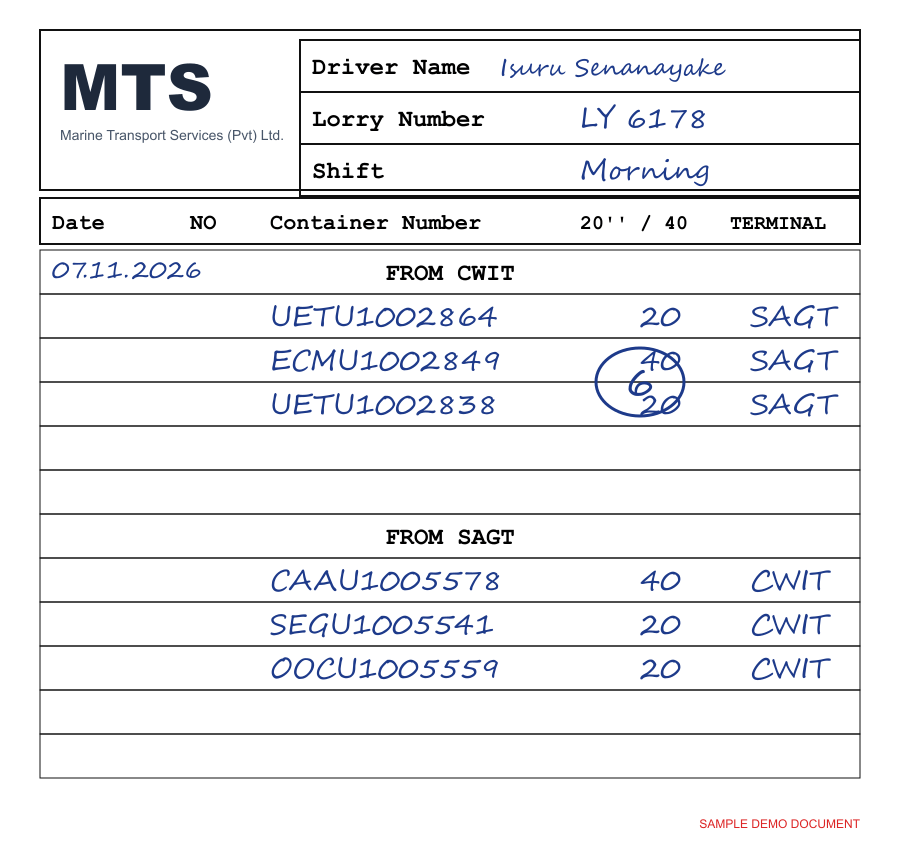 MTS
Marine Transport Services (Pvt) Ltd.
Driver Name Isuru Senanayake
Lorry Number LY 6178
Shift Morning
Date NO Container Number 20'' / 40 TERMINAL
07.11.2026 FROM CWIT
UETU1002864 20 SAGT
ECMU1002849 40 SAGT
6
UETU1002838 20 SAGT
FROM SAGT
CAAU1005578 40 CWIT
SEGU1005541 20 CWIT
OOCU1005559 20 CWIT
SAMPLE DEMO DOCUMENT